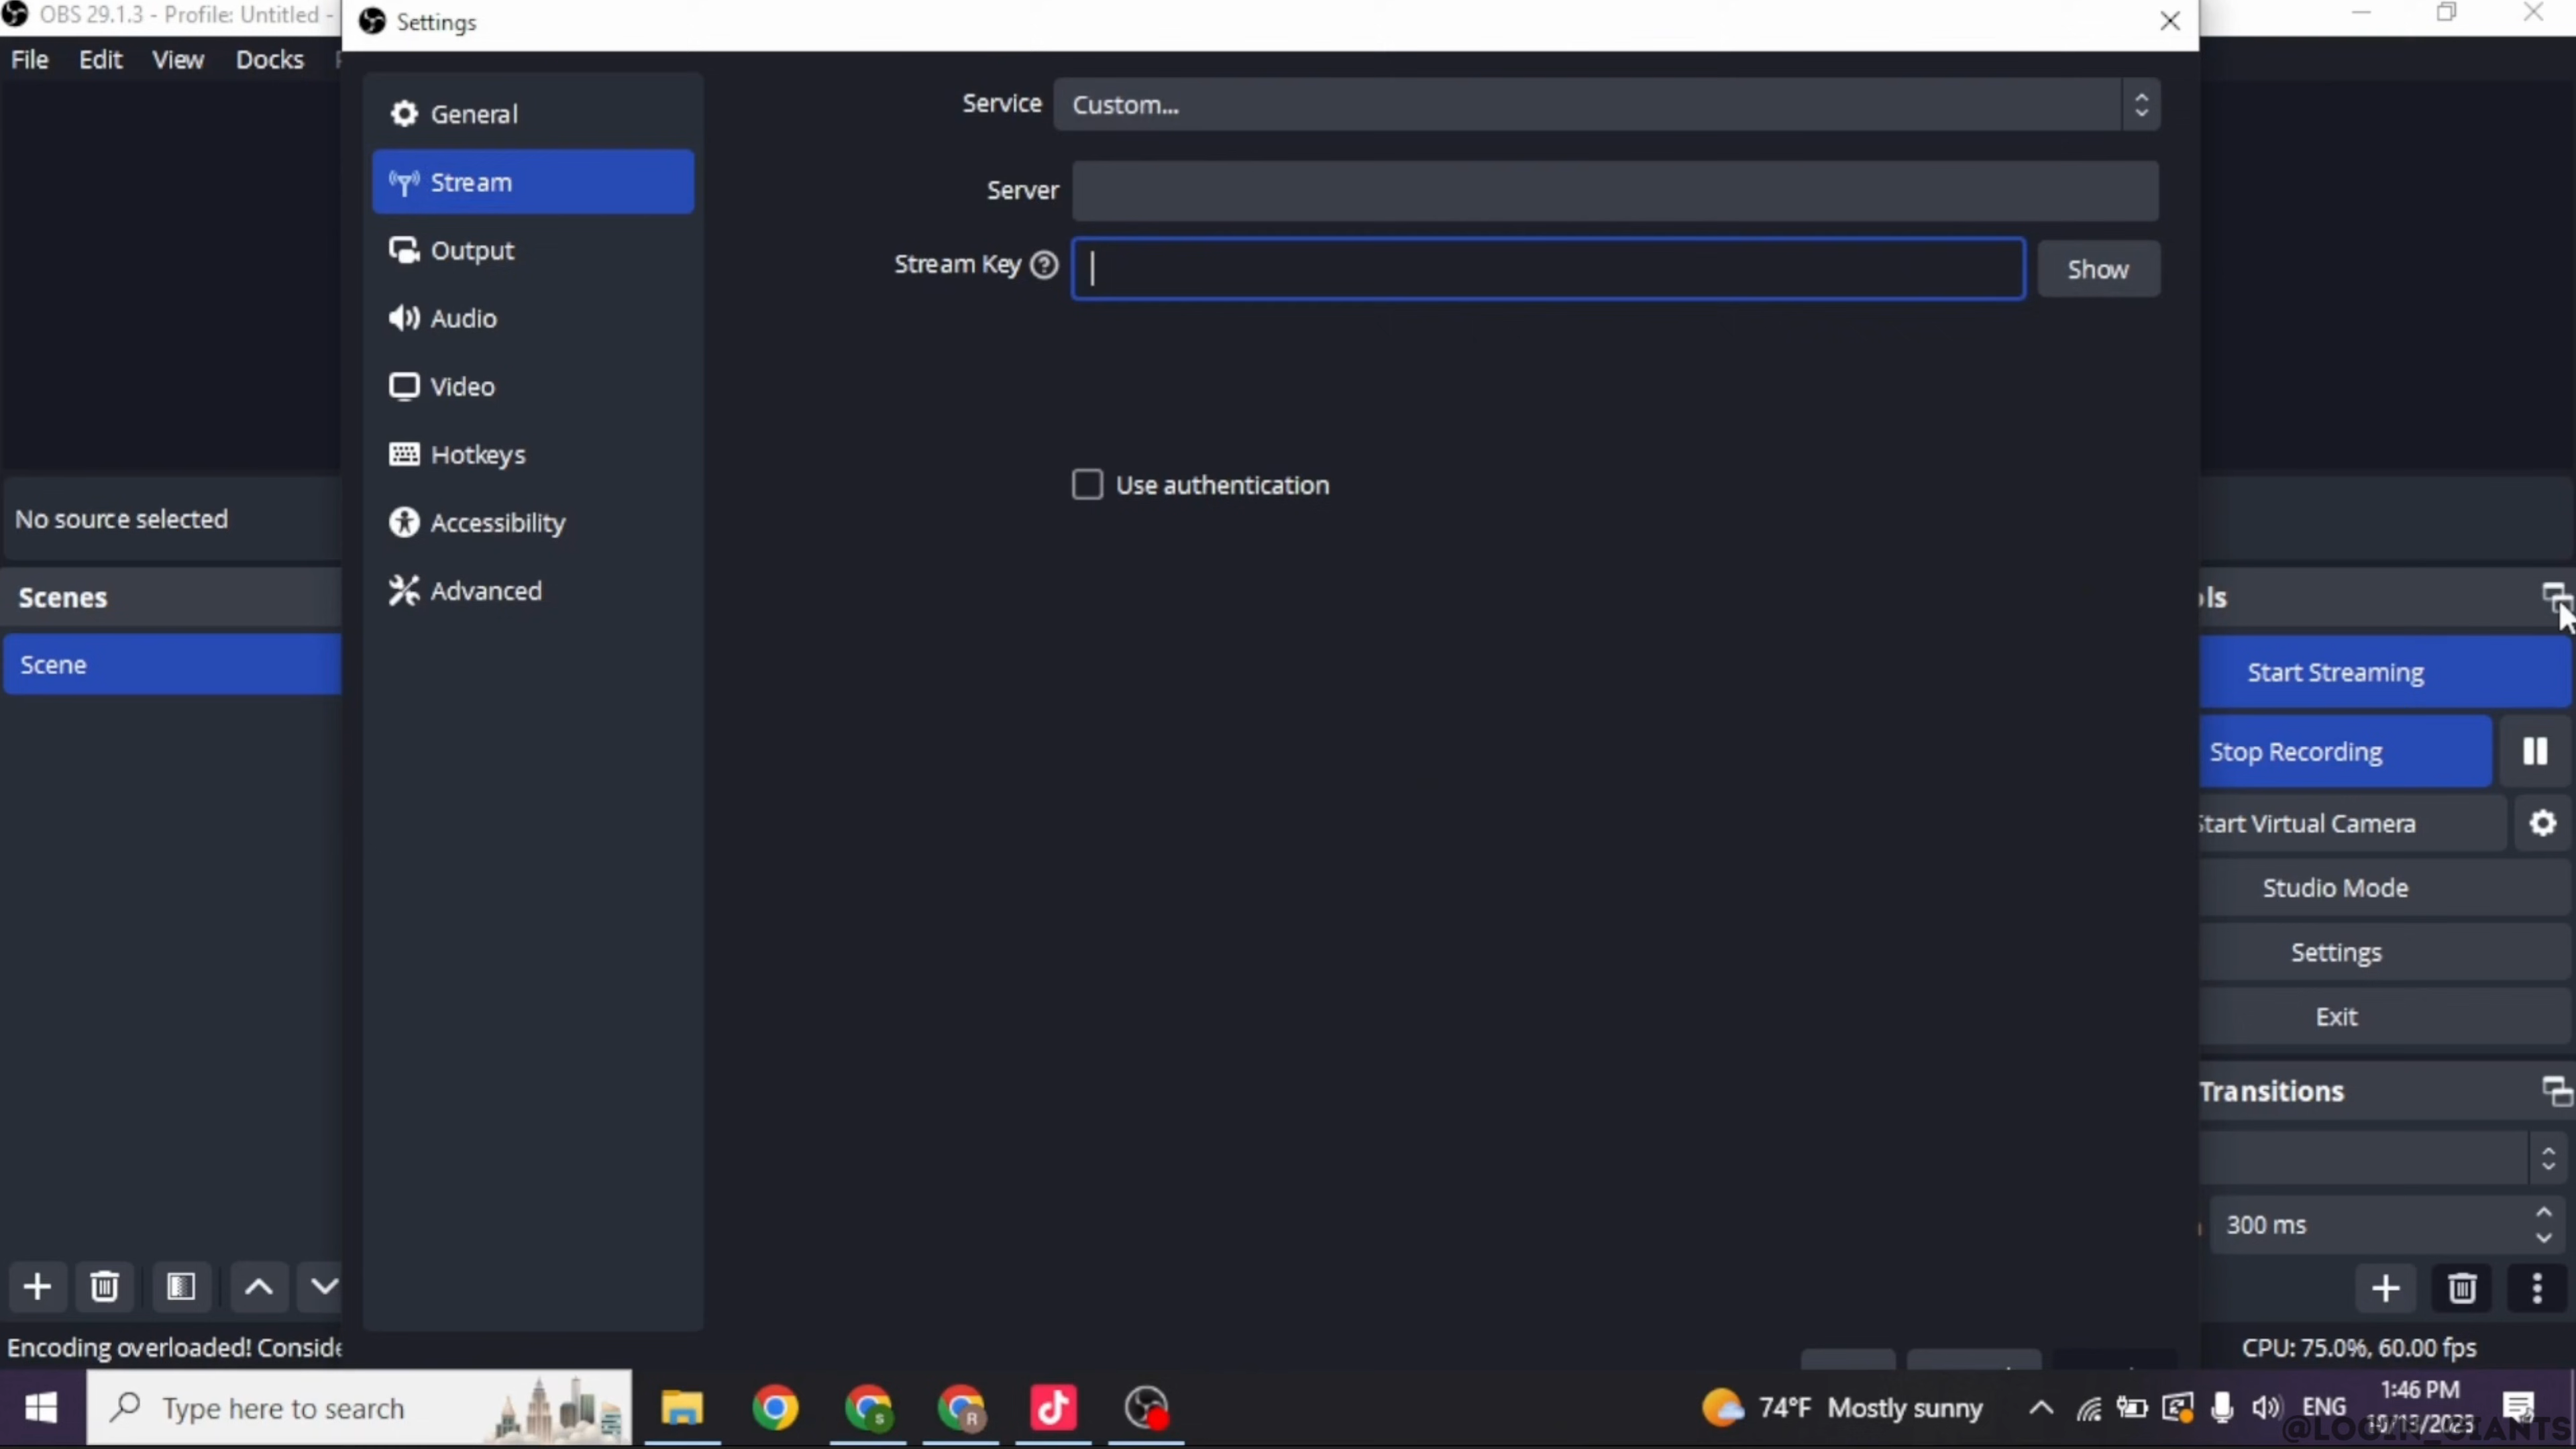 OBS 29.1.3 - Profile: Untitled -
Settings
File Edit View Docks
General
Stream
Output
Audio
Video
Hotkeys
Accessibility
Advanced
Service Custom...
Server
Stream Key ? Show
Use authentication
No source selected
Scenes
Scene
Start Streaming
Stop Recording
Start Virtual Camera
Studio Mode
Settings
Exit
Transitions
300 ms
Encoding overloaded!
CPU: 75.0%, 60.00 fps
Type here to search
S
R
74°F Mostly sunny
ENG
1:46 PM